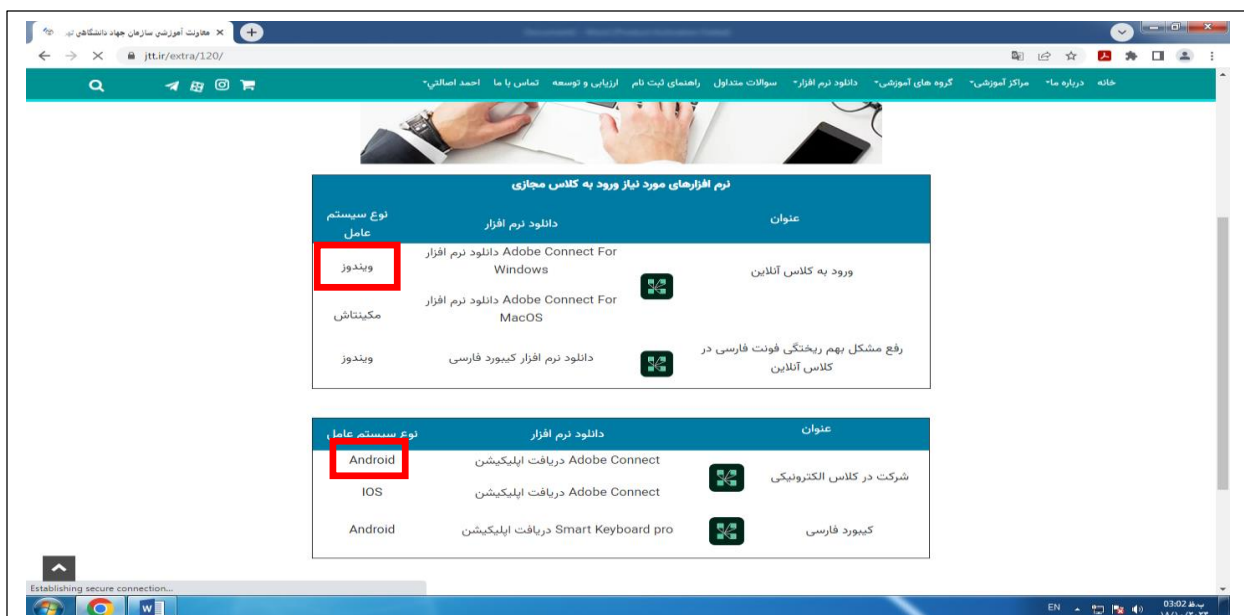 معاونت آموزشی سازمان جهاد دانشگاهی
jtt.ir/extra/120/
خانه درباره ما مراکز آموزشی گروه های آموزشی دانلود نرم افزار سوالات متداول راهنمای ثبت نام ارزیابی و توسعه تماس با ما احمد اصالتي
نرم افزارهای مورد نیاز ورود به کلاس مجازی
عنوان
دانلود نرم افزار
نوع سیستم
عامل
ورود به کلاس آنلاین
دانلود نرم افزار Adobe Connect For
Windows
ویندوز
دانلود نرم افزار Adobe Connect For
MacOS
مکینتاش
رفع مشکل بهم ریختگی فونت فارسی در
کلاس آنلاین
دانلود نرم افزار کیبورد فارسی
ویندوز
عنوان
دانلود نرم افزار
نوع سیستم عامل
شرکت در کلاس الکترونیکی
دریافت اپلیکیشن Adobe Connect
Android
دریافت اپلیکیشن Adobe Connect
IOS
کیبورد فارسی
دریافت اپلیکیشن Smart Keyboard pro
Android
Establishing secure connection...
EN
03:02 ب.ظ